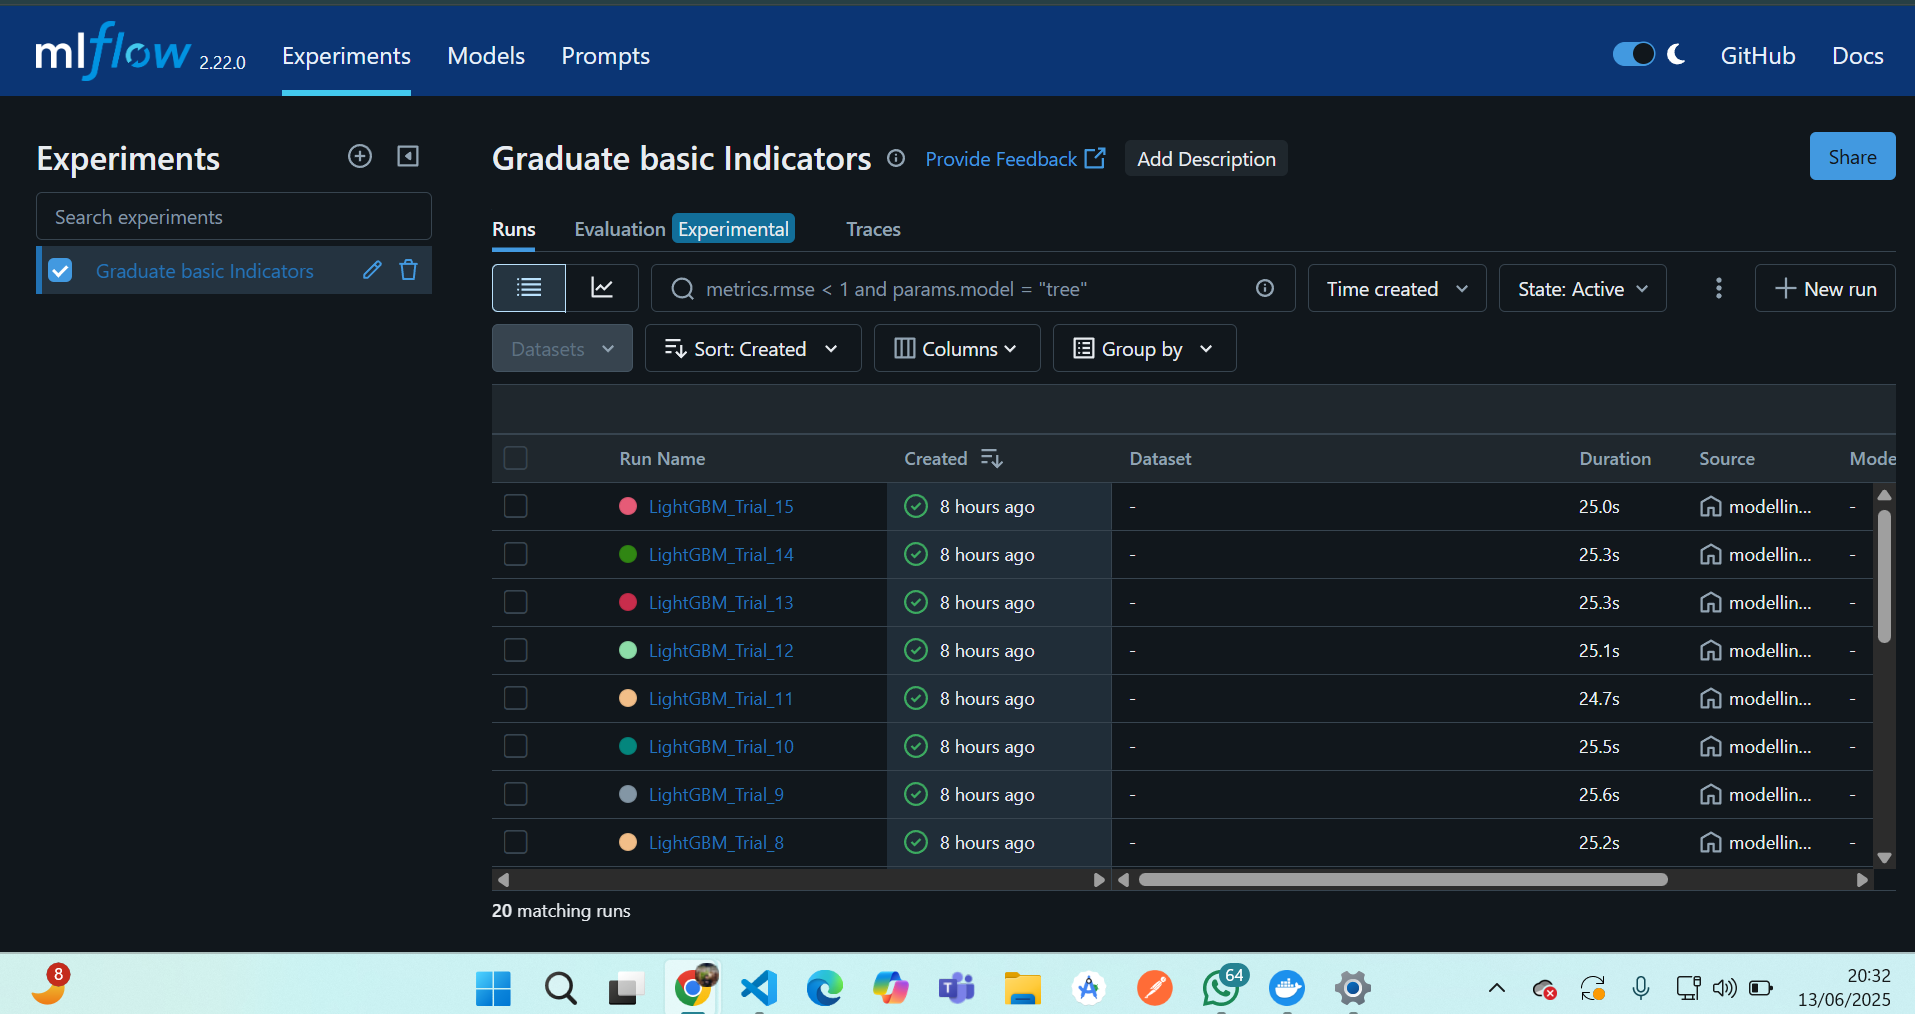 mlflow 2.22.0 Experiments Models Prompts GitHub Docs
Experiments
Search experiments
Graduate basic Indicators
Graduate basic Indicators Provide Feedback Add Description Share
Runs Evaluation Experimental Traces
metrics.rmse < 1 and params.model = "tree" Time created State: Active New run
Datasets Sort: Created Columns Group by
Run Name Created Dataset Duration Source Mode
LightGBM_Trial_15 8 hours ago - 25.0s modellin... -
LightGBM_Trial_14 8 hours ago - 25.3s modellin... -
LightGBM_Trial_13 8 hours ago - 25.3s modellin... -
LightGBM_Trial_12 8 hours ago - 25.1s modellin... -
LightGBM_Trial_11 8 hours ago - 24.7s modellin... -
LightGBM_Trial_10 8 hours ago - 25.5s modellin... -
LightGBM_Trial_9 8 hours ago - 25.6s modellin... -
LightGBM_Trial_8 8 hours ago - 25.2s modellin... -
20 matching runs
8 64 20:32
13/06/2025